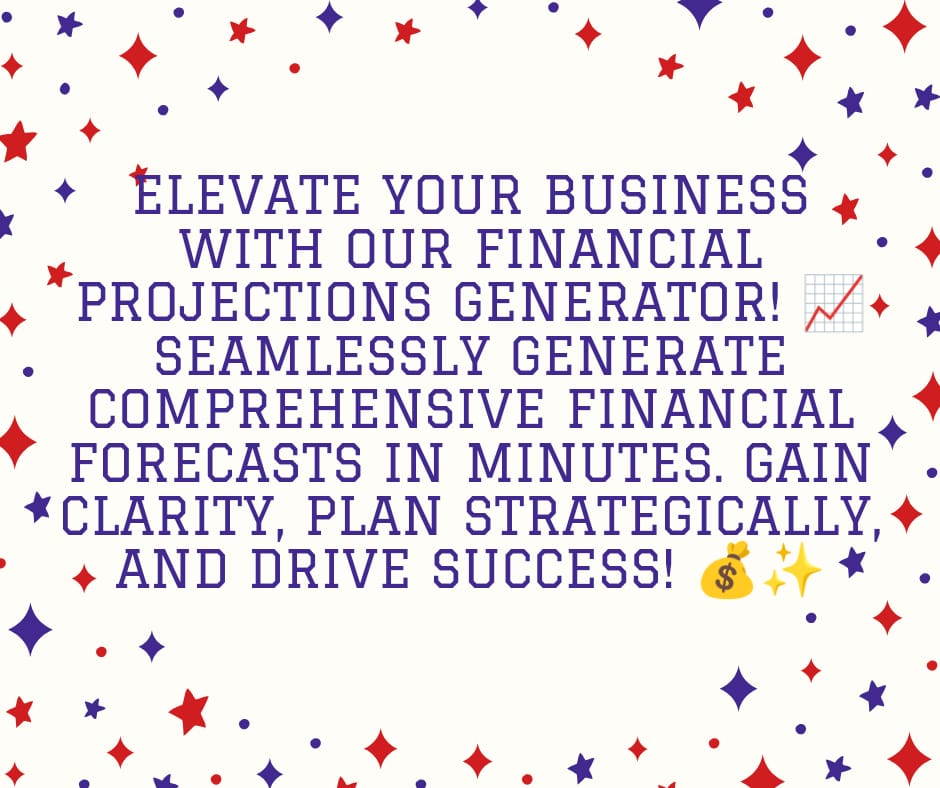 ELEVATE YOUR BUSINESS
WITH OUR FINANCIAL
PROJECTIONS GENERATOR! 📈
SEAMLESSLY GENERATE
COMPREHENSIVE FINANCIAL
FORECASTS IN MINUTES. GAIN
CLARITY, PLAN STRATEGICALLY,
AND DRIVE SUCCESS! 💰✨